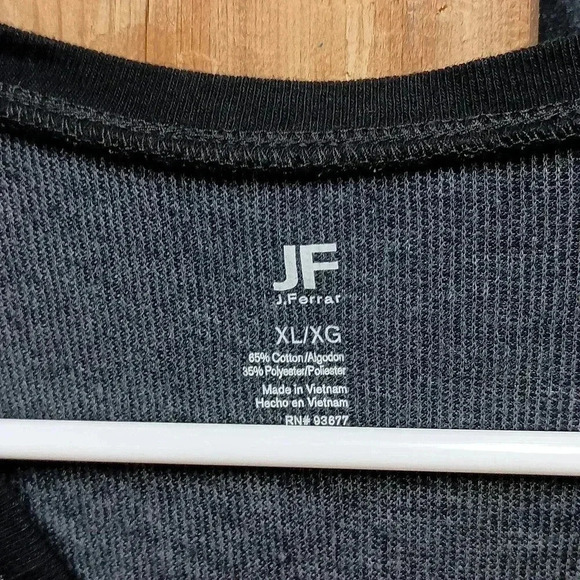 JF
J.Ferrar
XL/XG
65% Cotton/Algodon
35% Polyester/Poliester
Made in Vietnam
Hecho en Vietnam
RN# 93677